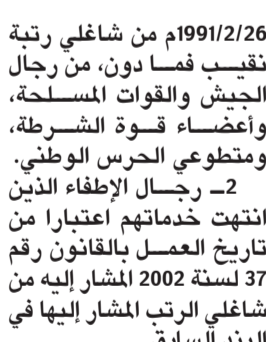 1991/2/26م من شاغلي رتبة
نقيب فما دون، من رجال
الجيش والقوات المسلحة،
وأعضاء قوة الشرطة،
ومتطوعي الحرس الوطني.
2ــ رجال الإطفاء الذين
انتهت خدماتهم اعتبارا من
تاريخ العمل بالقانون رقم
37 لسنة 2002 المشار إليه من
شاغلي الرتب المشار إليها في